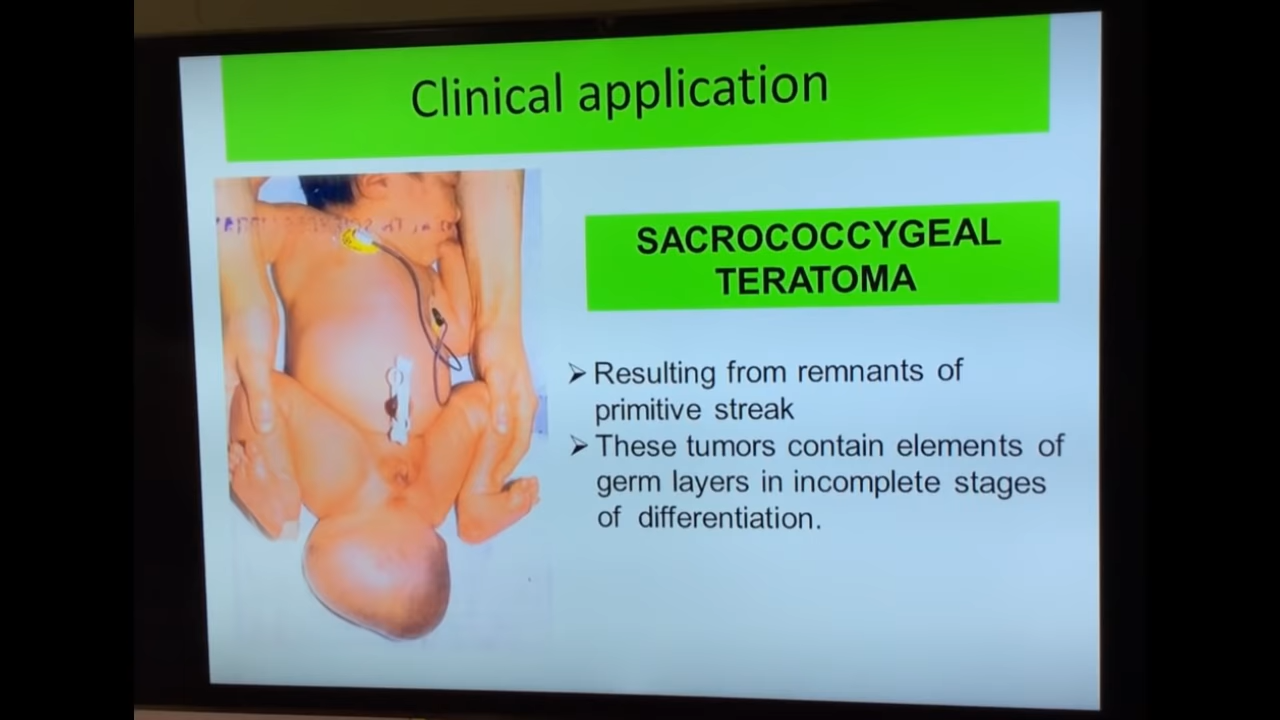 Clinical application
SACROCOCCYGEAL
TERATOMA
➢ Resulting from remnants of
primitive streak
➢ These tumors contain elements of
germ layers in incomplete stages
of differentiation.